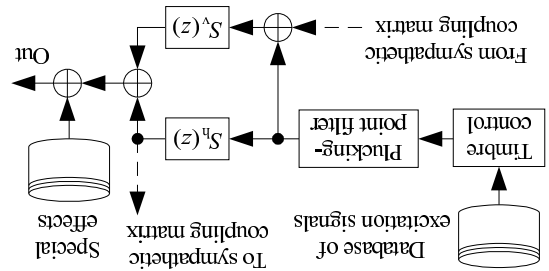 Database of
excitation signals
To sympathetic
coupling matrix
Special
effects
Timbre
control
Plucking-
point filter
S_h (z)
Out
From sympathetic
coupling matrix
S_v (z)